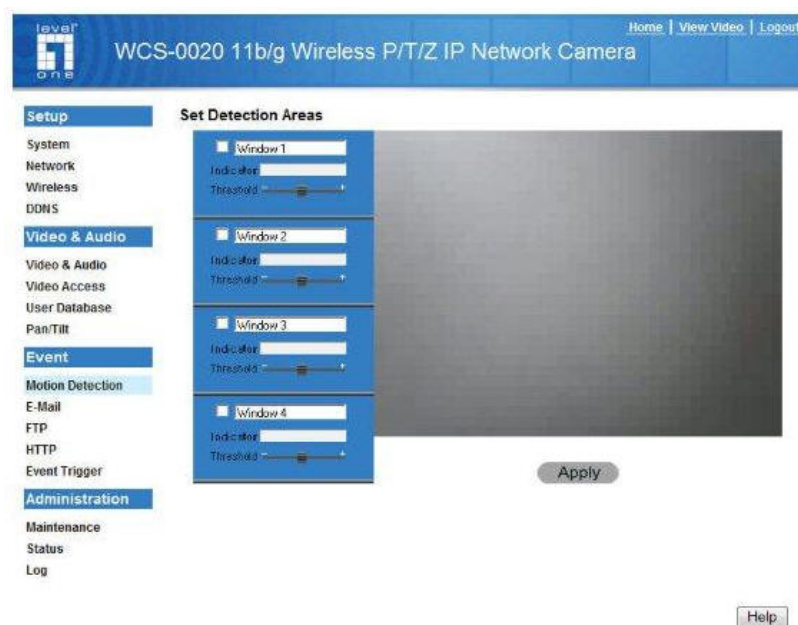 level
one
WCS-0020 11b/g Wireless P/T/Z IP Network Camera
Home | View Video | Logout
Setup
System
Network
Wireless
DDNS
Video & Audio
Video & Audio
Video Access
User Database
Pan/Tilt
Event
Motion Detection
E-Mail
FTP
HTTP
Event Trigger
Administration
Maintenance
Status
Log
Set Detection Areas
Window 1
Indicator
Threshold - +
Window 2
Indicator
Threshold - +
Window 3
Indicator
Threshold - +
Window 4
Indicator
Threshold - +
Apply
Help